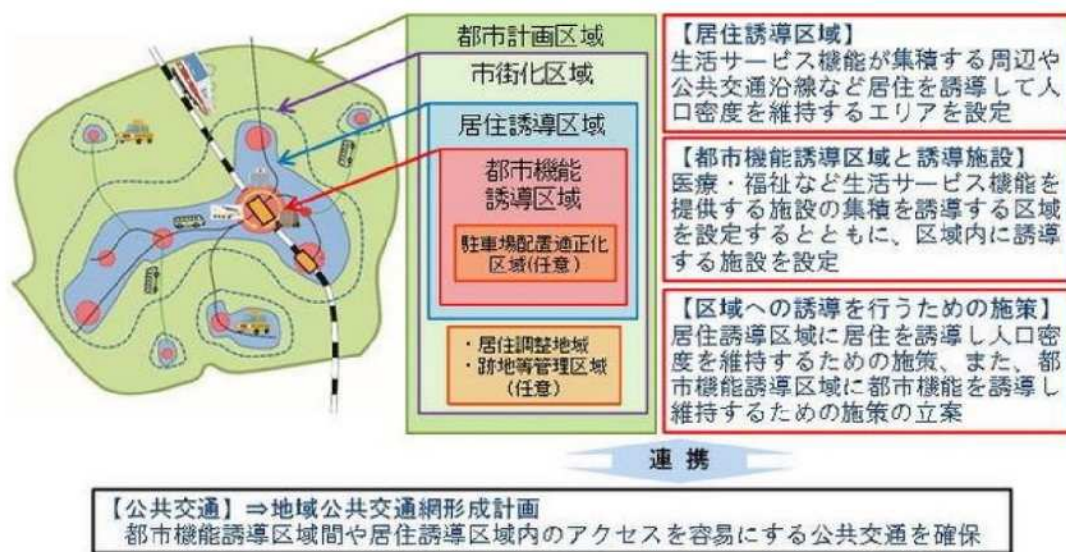 都市計画区域
市街化区域
居住誘導区域
都市機能
誘導区域
駐車場配置適正化
区域(任意)
・居住調整地域
・跡地等管理区域
(任意)
【居住誘導区域】
生活サービス機能が集積する周辺や
公共交通沿線など居住を誘導して人
口密度を維持するエリアを設定
【都市機能誘導区域と誘導施設】
医療・福祉など生活サービス機能を
提供する施設の集積を誘導する区域
を設定するとともに、区域内に誘導
する施設を設定
【区域への誘導を行うための施策】
居住誘導区域に居住を誘導し人口密
度を維持するための施策、また、都
市機能誘導区域に都市機能を誘導し
維持するための施策の立案
連携
【公共交通】⇒地域公共交通網形成計画
都市機能誘導区域間や居住誘導区域内のアクセスを容易にする公共交通を確保